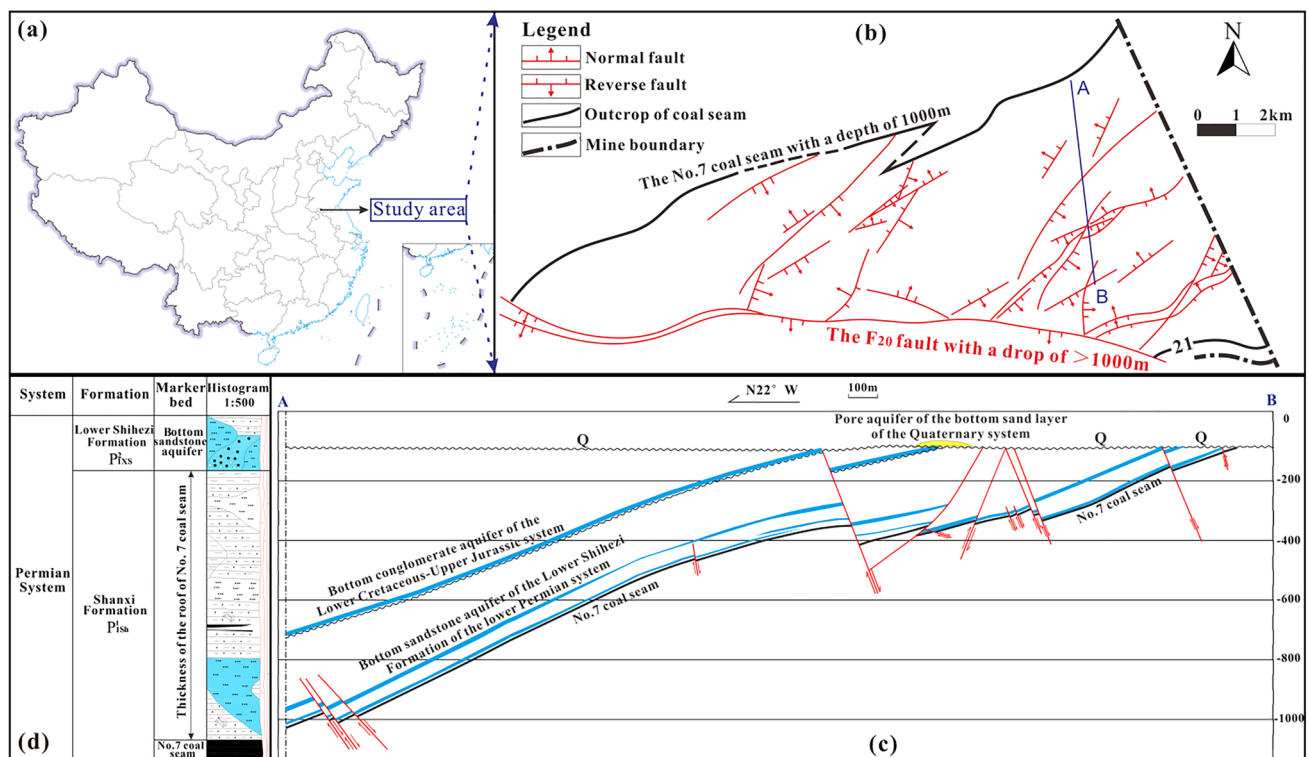 (a)
Study area
Legend
Normal fault
Reverse fault
Outcrop of coal seam
Mine boundary
(b)
N
0 1 2km
A
B
The No.7 coal seam with a depth of 1000m
The F20 fault with a drop of >1000m
21
System
Formation
Marker
bed
Histogram
1:500
Lower Shihezi
Formation
Bottom
sandstone
aquifer
Permian
System
Shanxi
Formation
Thickness of the roof of No. 7 coal seam
No.7 coal
seam
(d)
A
N22° W
100m
B
Q
Pore aquifer of the bottom sand layer
of the Quaternary system
Q
Q
0
-200
-400
-600
-800
-1000
Bottom conglomerate aquifer of the
Lower Cretaceous-Upper Jurassic system
Bottom sandstone aquifer of the Lower Shihezi
Formation of the lower Permian system
No.7 coal seam
No.7 coal seam
(c)